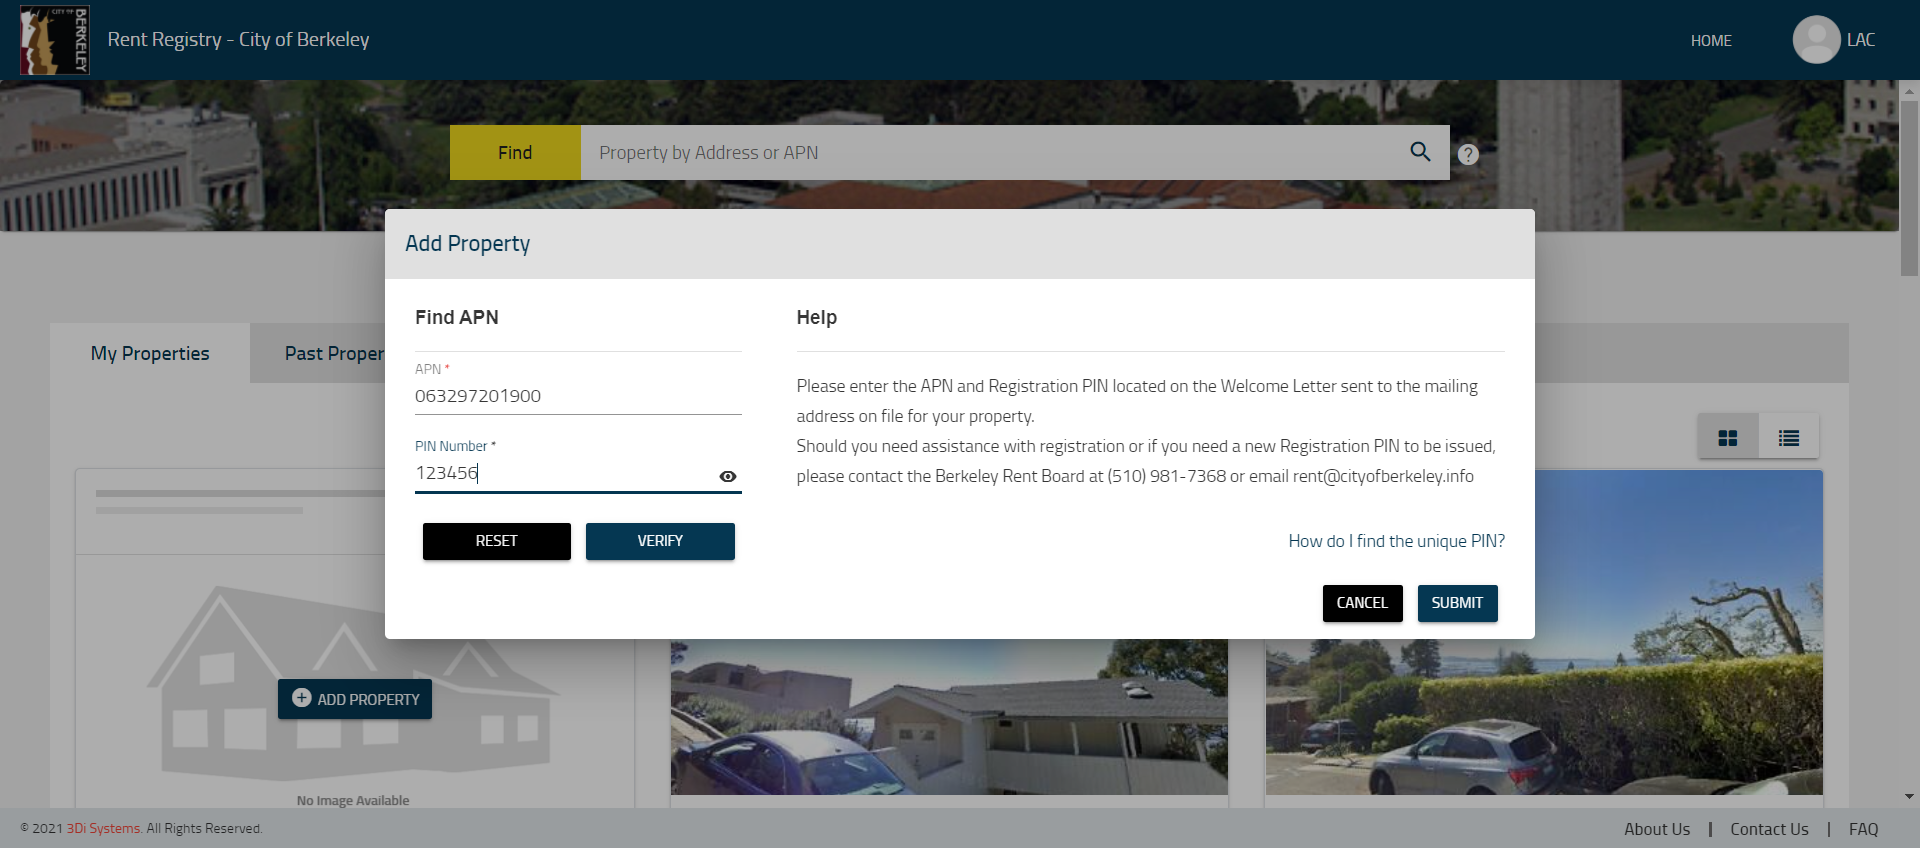 CITY OF
BERKELEY
Rent Registry - City of Berkeley
HOME
LAC
Find
Property by Address or APN
?
Add Property
Find APN
Help
My Properties
Past Proper
APN *
063297201900
Please enter the APN and Registration PIN located on the Welcome Letter sent to the mailing
address on file for your property.
PIN Number *
123456
Should you need assistance with registration or if you need a new Registration PIN to be issued,
please contact the Berkeley Rent Board at (510) 981-7368 or email rent@cityofberkeley.info
RESET
VERIFY
How do I find the unique PIN?
CANCEL
SUBMIT
ADD PROPERTY
No Image Available
© 2021 3Di Systems. All Rights Reserved.
About Us | Contact Us | FAQ